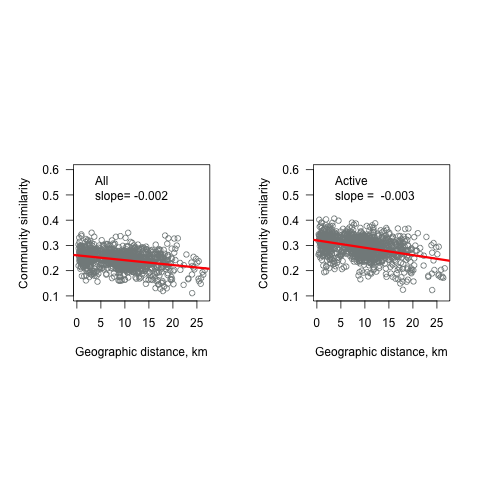 All
slope= -0.002
0.6
0.5
0.4
0.3
0.2
0.1
Community similarity
0 5 10 15 20 25
Geographic distance, km
Active
slope = -0.003
0.6
0.5
0.4
0.3
0.2
0.1
Community similarity
0 5 10 15 20 25
Geographic distance, km